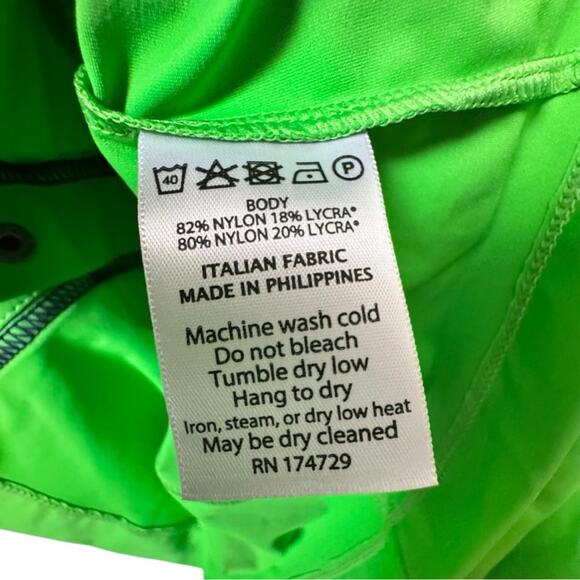 40 P
BODY
82% NYLON 18% LYCRA®
80% NYLON 20% LYCRA®
ITALIAN FABRIC
MADE IN PHILIPPINES
Machine wash cold
Do not bleach
Tumble dry low
Hang to dry
Iron, steam, or dry low heat
May be dry cleaned
RN 174729